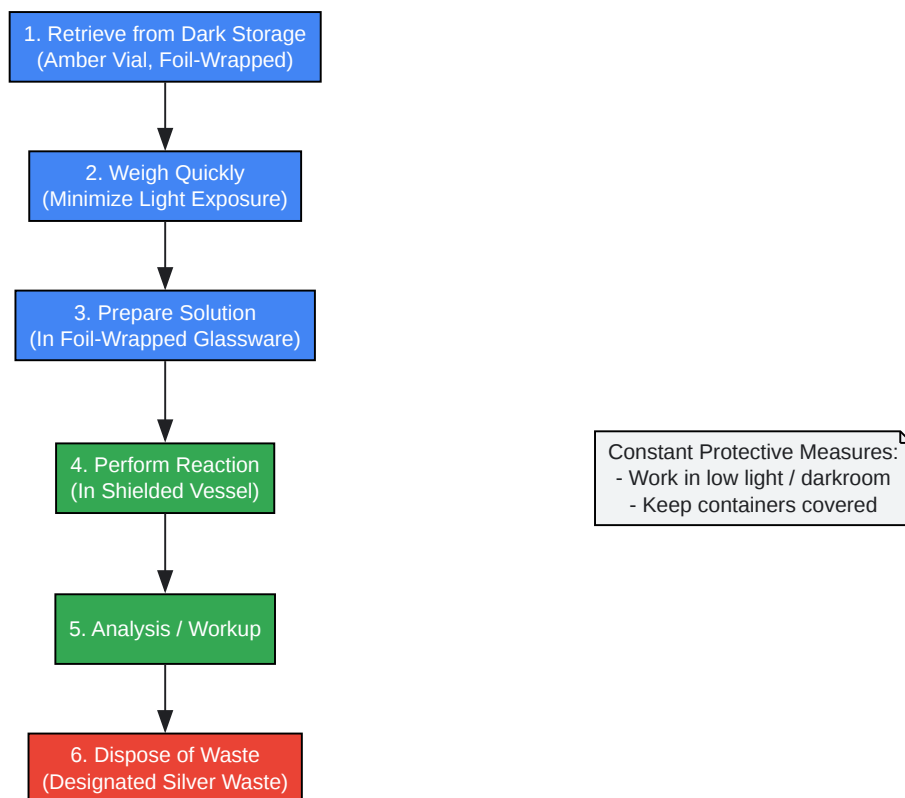 1. Retrieve from Dark Storage
(Amber Vial, Foil-Wrapped)
2. Weigh Quickly
(Minimize Light Exposure)
3. Prepare Solution
(In Foil-Wrapped Glassware)
4. Perform Reaction
(In Shielded Vessel)
Constant Protective Measures:
- Work in low light / darkroom
- Keep containers covered
5. Analysis / Workup
6. Dispose of Waste
(Designated Silver Waste)